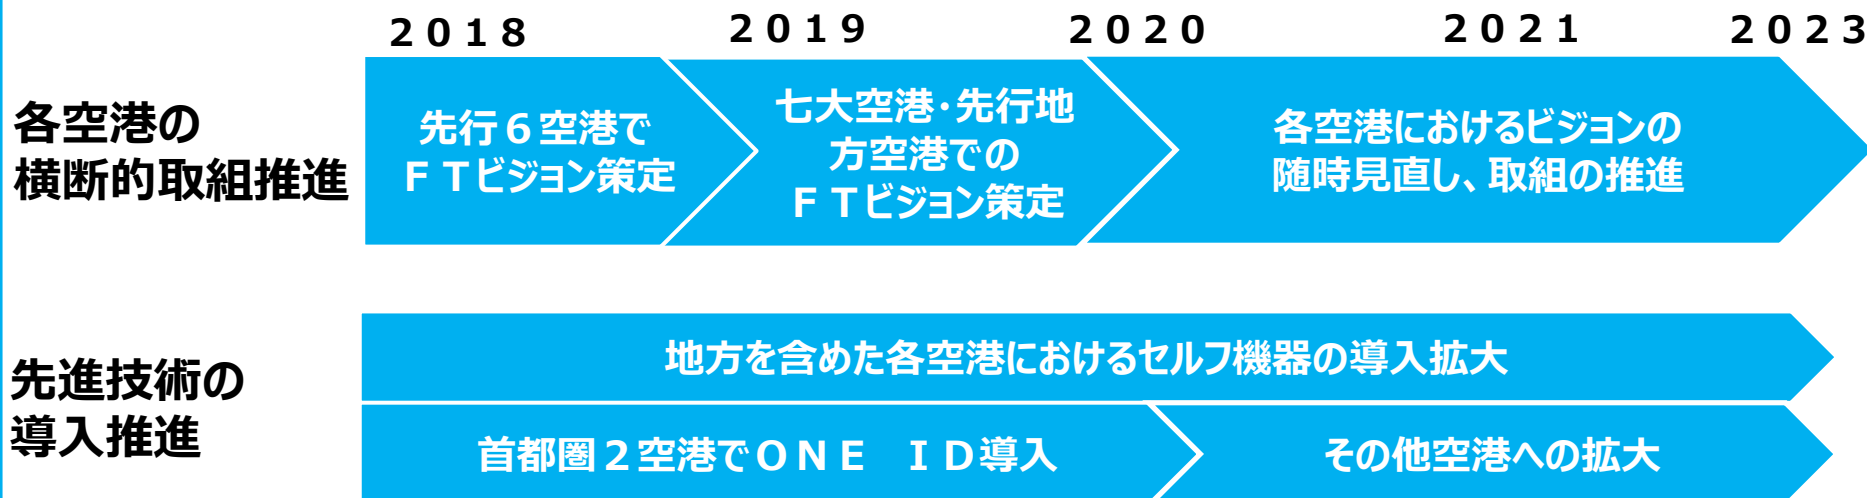 ２０１８ ２０１９ ２０２０ ２０２１ ２０２３
各空港の
横断的取組推進
先行６空港で
ＦＴビジョン策定
七大空港・先行地
方空港での
ＦＴビジョン策定
各空港におけるビジョンの
随時見直し、取組の推進
先進技術の
導入推進
地方を含めた各空港におけるセルフ機器の導入拡大
首都圏２空港でＯＮＥ　ＩＤ導入
その他空港への拡大